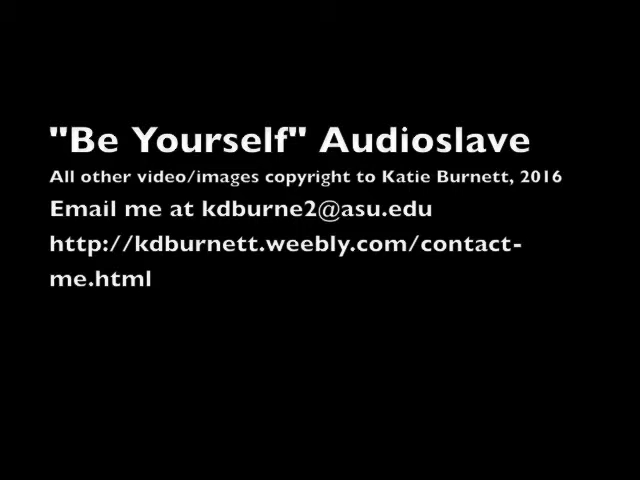 "Be Yourself" Audioslave
All other video/images copyright to Katie Burnett, 2016
Email me at kdburne2@asu.edu
http://kdburnett.weebly.com/contact-
me.html